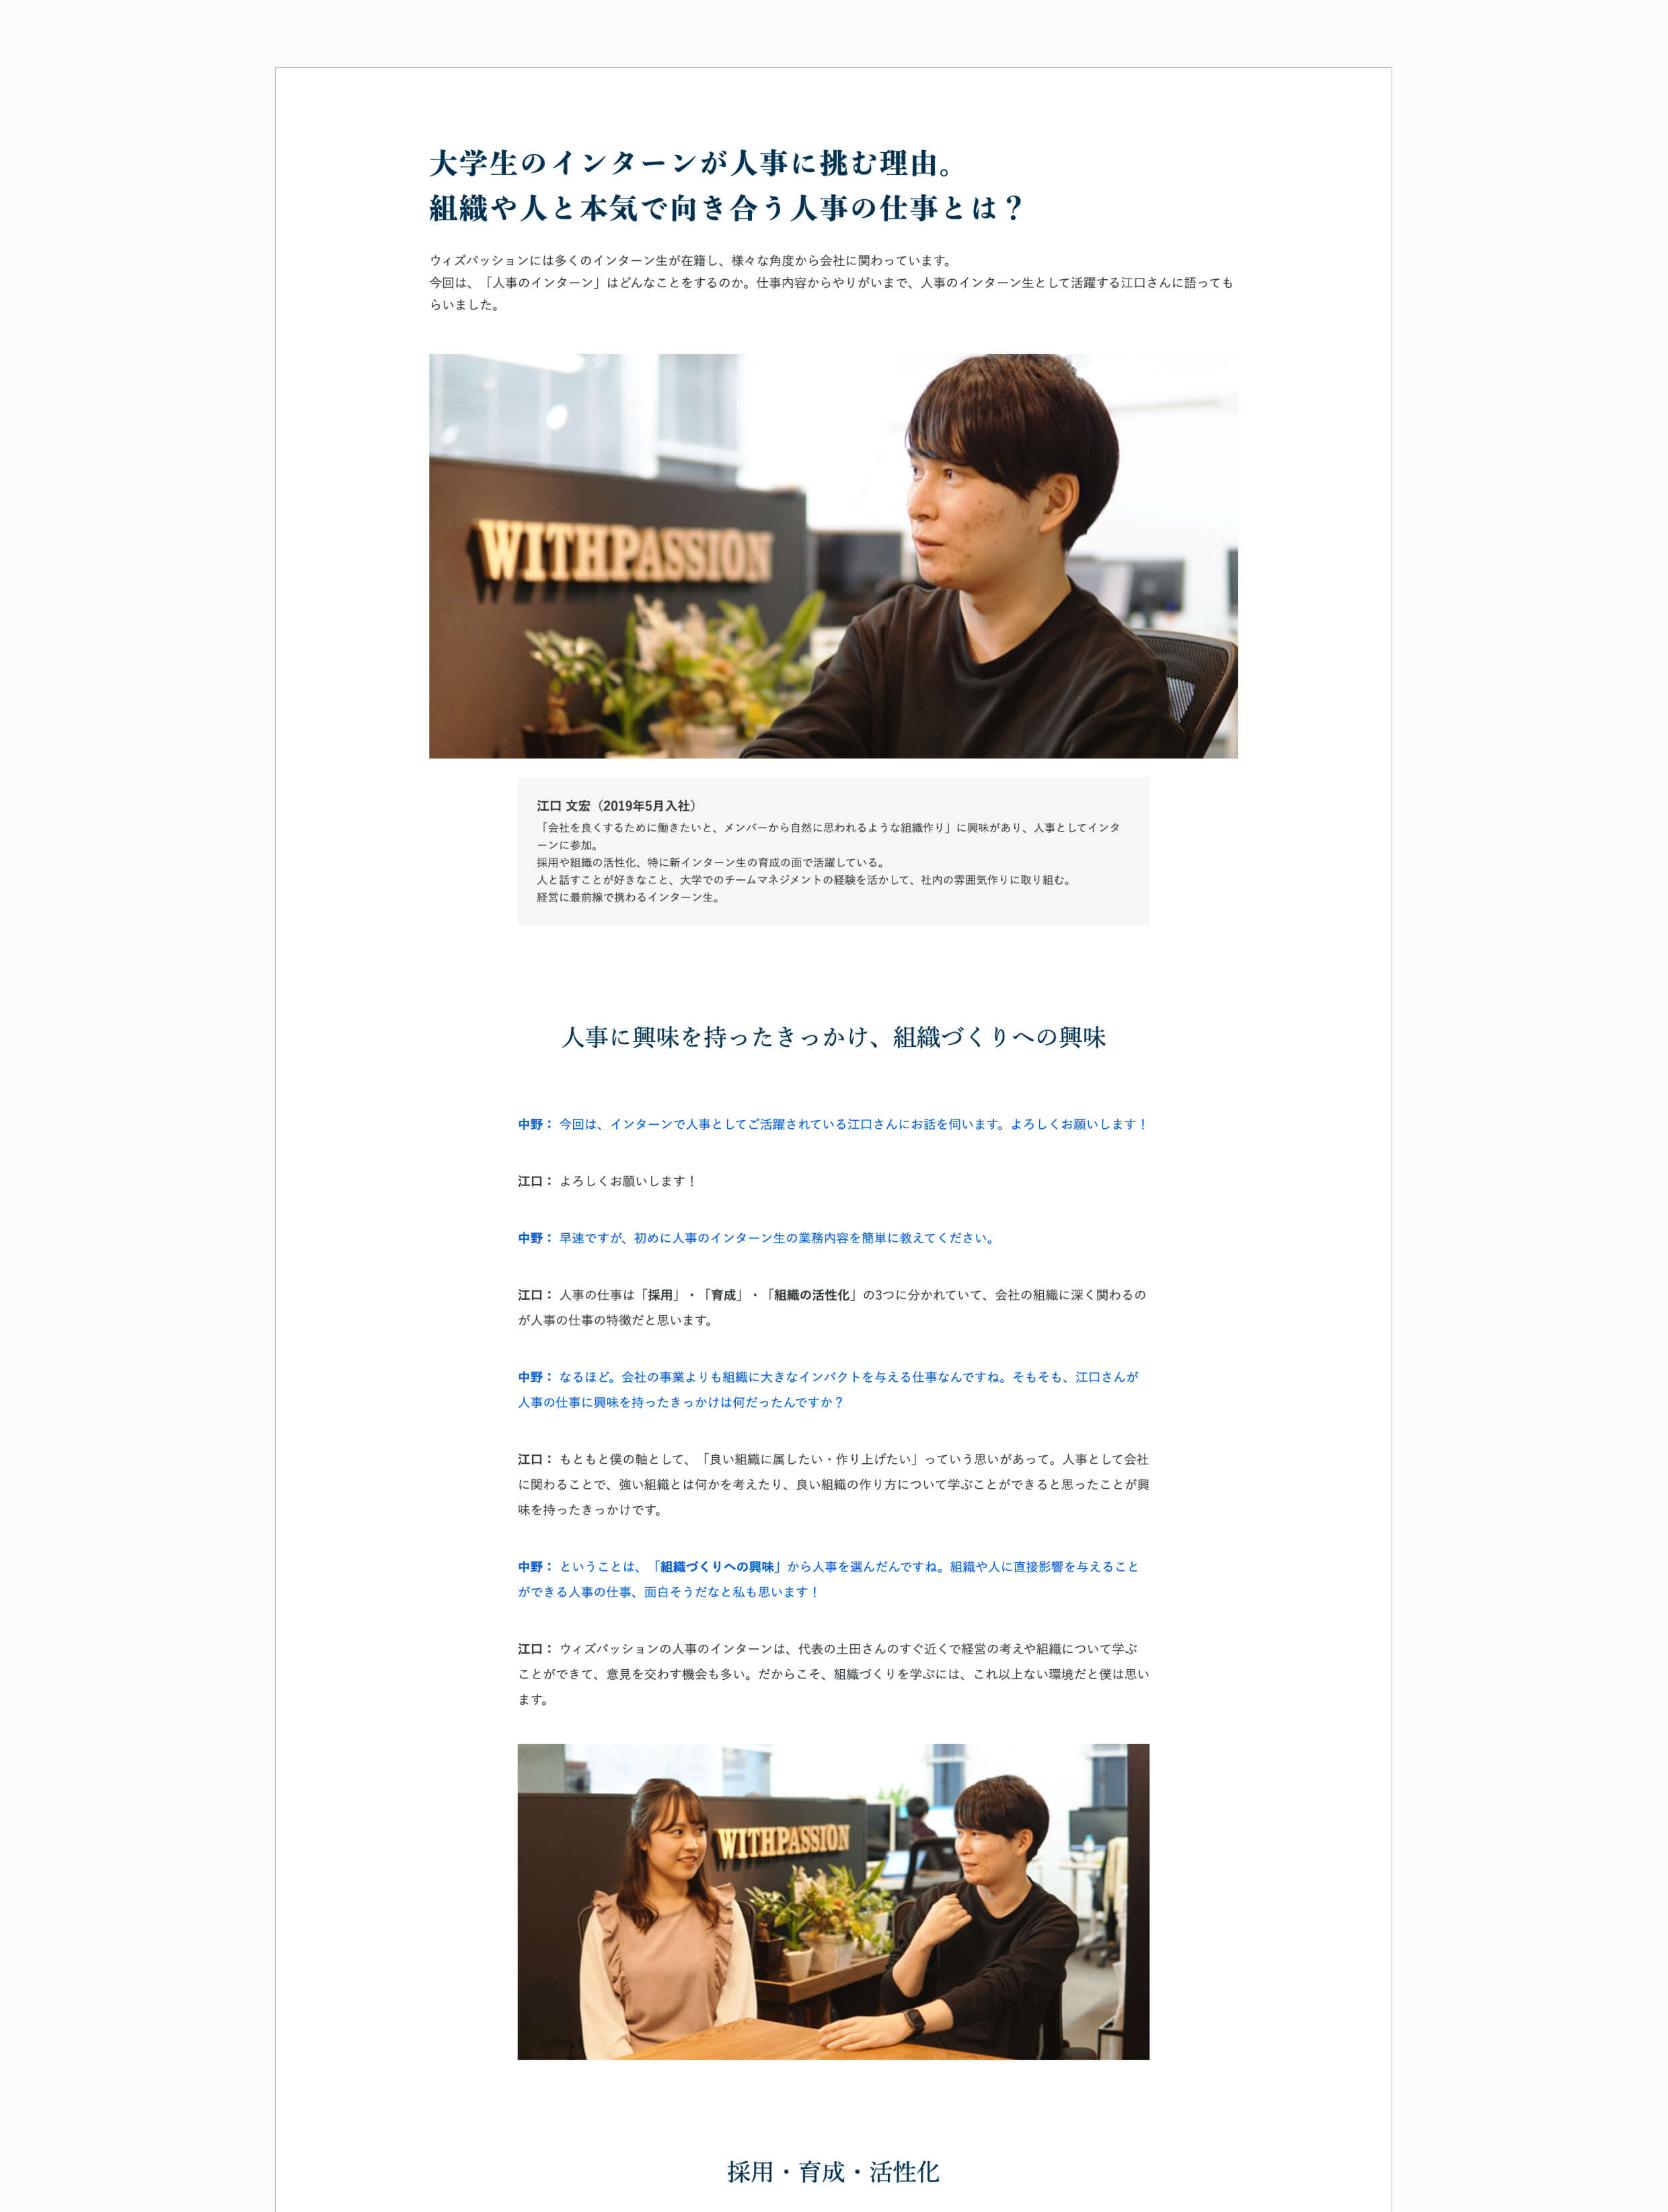 大学生のインターンが人事に挑む理由。
組織や人と本気で向き合う人事の仕事とは？
ウィズパッションには多くのインターン生が在籍し、様々な角度から会社に関わっています。
今回は、「人事のインターン」はどんなことをするのか。仕事内容からやりがいまで、人事のインターン生として活躍する江口さんに語っても
らいました。
WITHPASSION
江口 文宏（2019年5月入社）
「会社を良くするために働きたいと、メンバーから自然に思われるような組織作り」に興味があり、人事としてインタ
ーンに参加。
採用や組織の活性化、特に新インターン生の育成の面で活躍している。
人と話すことが好きなこと、大学でのチームマネジメントの経験を活かして、社内の雰囲気作りに取り組む。
経営に最前線で携わるインターン生。
人事に興味を持ったきっかけ、組織づくりへの興味
中野： 今回は、インターンで人事としてご活躍されている江口さんにお話を伺います。よろしくお願いします！
江口： よろしくお願いします！
中野： 早速ですが、初めに人事のインターン生の業務内容を簡単に教えてください。
江口： 人事の仕事は「採用」・「育成」・「組織の活性化」の3つに分かれていて、会社の組織に深く関わるの
が人事の仕事の特徴だと思います。
中野： なるほど。会社の事業よりも組織に大きなインパクトを与える仕事なんですね。そもそも、江口さんが
人事の仕事に興味を持ったきっかけは何だったんですか？
江口： もともと僕の軸として、「良い組織に属したい・作り上げたい」っていう思いがあって。人事として会社
に関わることで、強い組織とは何かを考えたり、良い組織の作り方について学ぶことができると思ったことが興
味を持ったきっかけです。
中野： ということは、「組織づくりへの興味」から人事を選んだんですね。組織や人に直接影響を与えること
ができる人事の仕事、面白そうだなと私も思います！
江口： ウィズパッションの人事のインターンは、代表の土田さんのすぐ近くで経営の考えや組織について学ぶ
ことができて、意見を交わす機会も多い。だからこそ、組織づくりを学ぶには、これ以上ない環境だと僕は思い
ます。
WITHPASSION
採用・育成・活性化